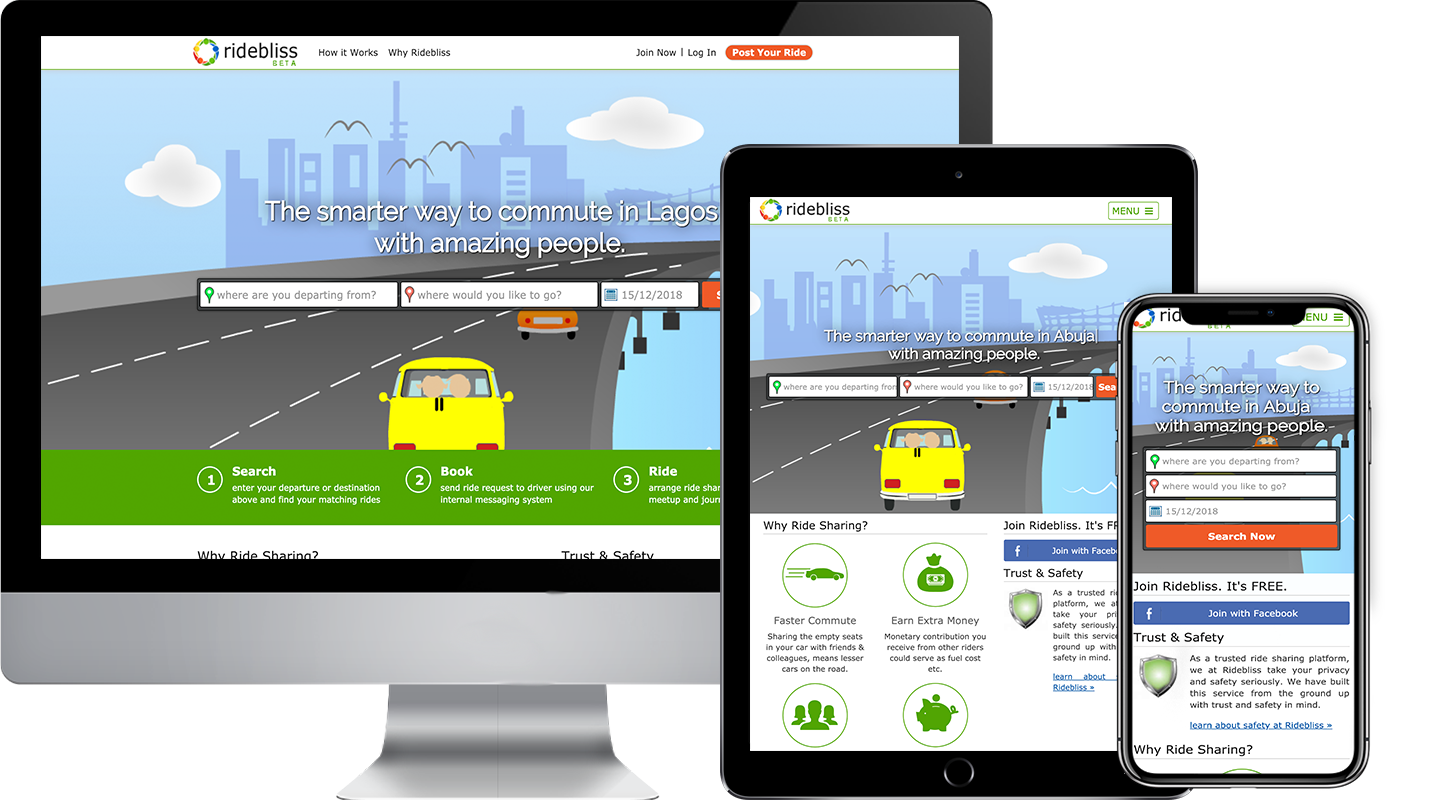 ridebliss
BETA
How it Works Why Ridebliss
Join Now | Log In Post Your Ride
The smarter way to commute in Lagos
with amazing people.
where are you departing from? where would you like to go? 15/12/2018 S
1 Search
enter your departure or destination
above and find your matching rides
2 Book
send ride request to driver using our
internal messaging system
3 Ride
arrange ride shar
meetup and jour
Why Ride Sharing? Trust & Safety
ridebliss
BETA
MENU
The smarter way to commute in Abuja|
with amazing people.
where are you departing from where would you like to go? 15/12/2018 Sea
Why Ride Sharing?
Faster Commute
Sharing the empty seats
in your car with friends &
colleagues, means lesser
cars on the road.
Earn Extra Money
Monetary contribution you
receive from other riders
could serve as fuel cost
etc.
Join Ridebliss. It's FR
Join with Facebo
Trust & Safety
As a trusted ri
platform, we at
take your pri
safety seriously.
built this service
ground up with
safety in mind.
learn about
Ridebliss »
ride
BETA
ENU
The smarter way to
commute in Abuja
with amazing people.
where are you departing from?
where would you like to go?
15/12/2018
Search Now
Join Ridebliss. It's FREE.
Join with Facebook
Trust & Safety
As a trusted ride sharing platform,
we at Ridebliss take your privacy
and safety seriously. We have built
this service from the ground up
with trust and safety in mind.
learn about safety at Ridebliss »
Why Ride Sharing?